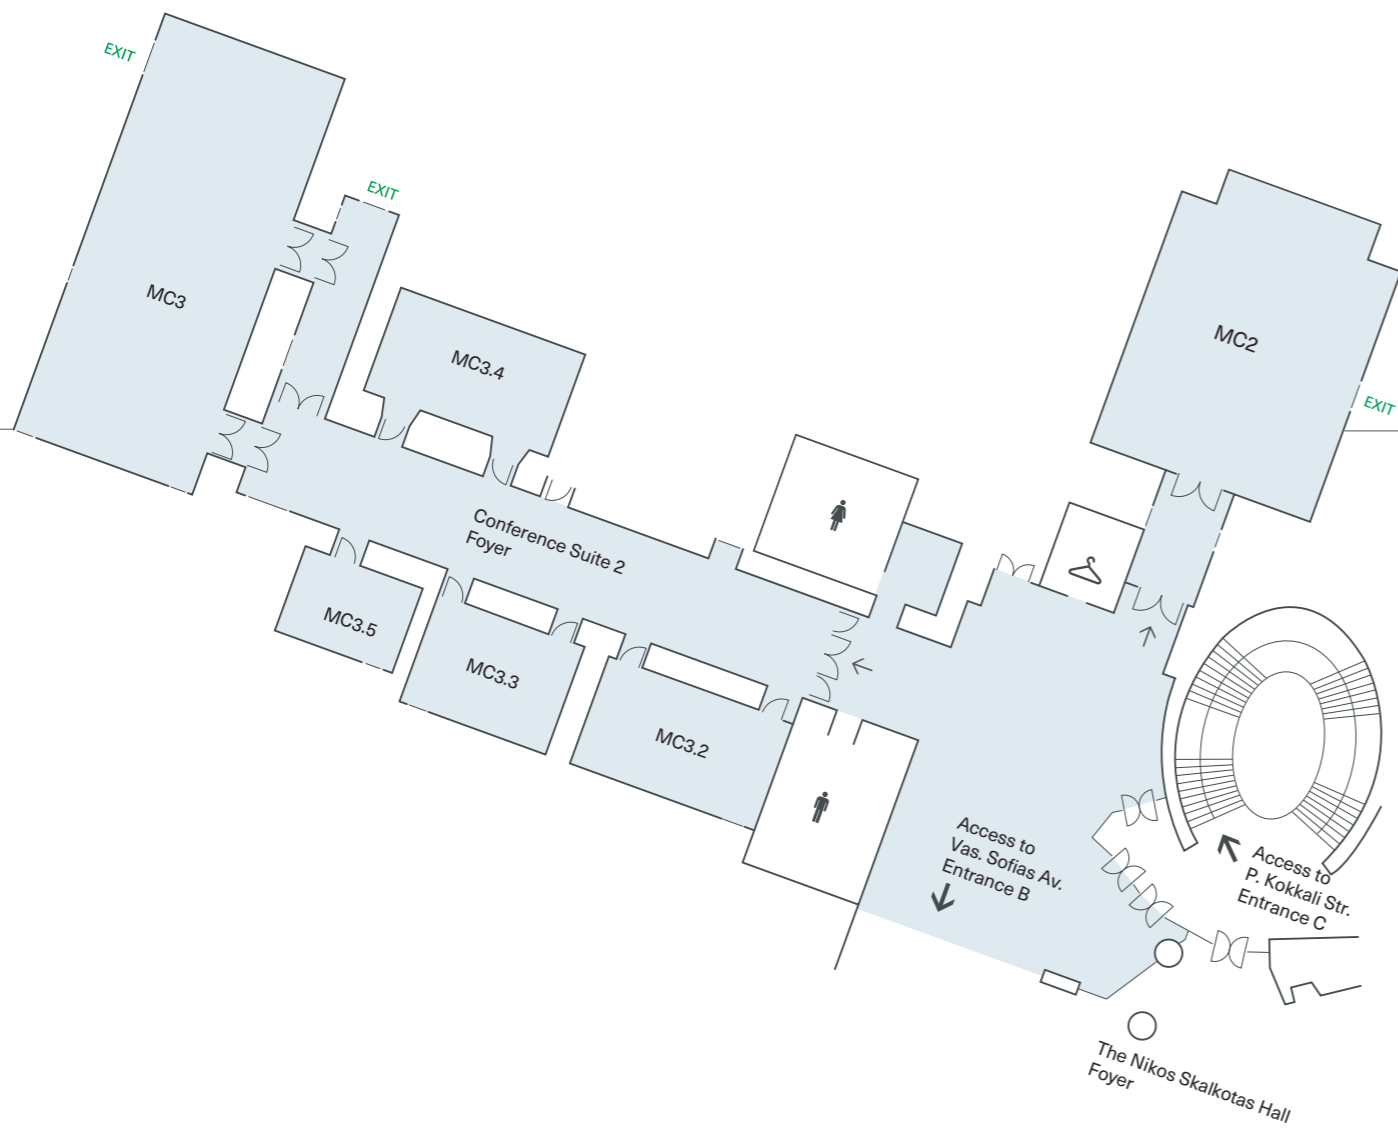 EXIT
EXIT
MC3
MC3.4
MC2
EXIT
Conference Suite 2
Foyer
MC3.5
MC3.3
MC3.2
Access to
Vas. Sofias Av.
Entrance B
Access to
P. Kokkali Str.
Entrance C
The Nikos Skalkotas Hall
Foyer